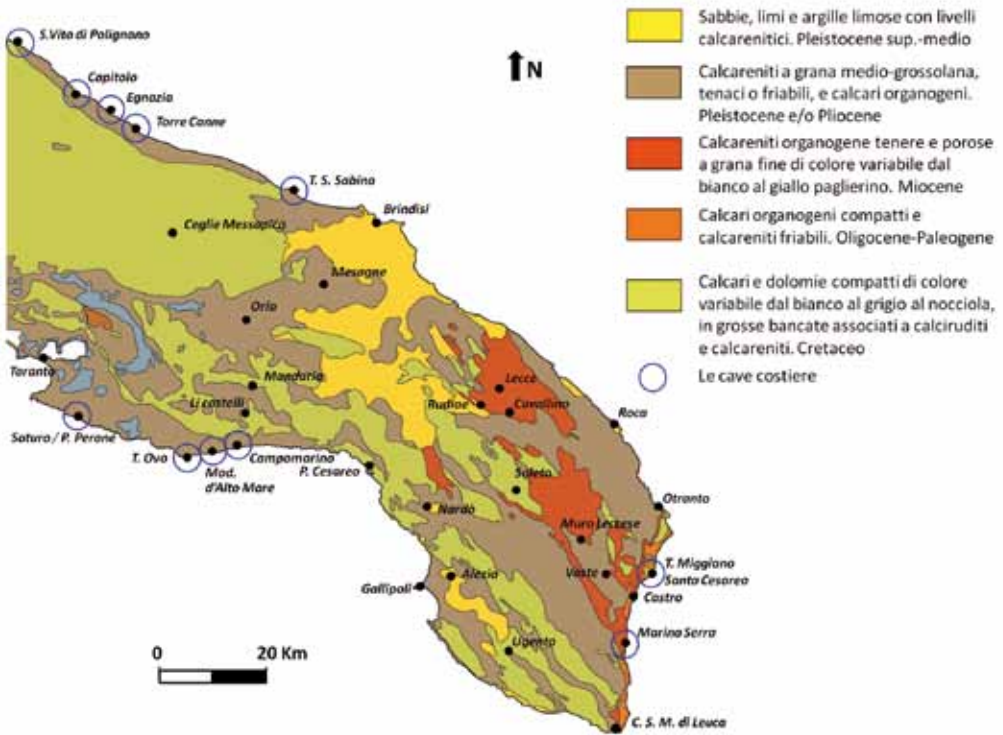 S.Vito di Polignano
Capitolo
Egnazia
Torre Canne
T. S. Sabina
Brindisi
Ceglie Messapica
Mesagne
Oria
Taranto
Manduria
Li castelli
Saturo / P. Perone
T. Ovo
Mad.
d'Alto Mare
Campomarino
P. Cesareo
Lecce
Rudiae
Cavallino
Roca
Soleto
Nardò
Otranto
Muro Leccese
T. Miggiano
Santa Cesarea
Vaste
Castro
Alezio
Gallipoli
Marina Serra
Ugento
C. S. M. di Leuca
N
0 20 Km
Sabbie, limi e argille limose con livelli
calcarenitici. Pleistocene sup.-medio
Calcareniti a grana medio-grossolana,
tenaci o friabili, e calcari organogeni.
Pleistocene e/o Pliocene
Calcareniti organogene tenere e porose
a grana fine di colore variabile dal
bianco al giallo paglierino. Miocene
Calcari organogeni compatti e
calcareniti friabili. Oligocene-Paleogene
Calcari e dolomie compatti di colore
variabile dal bianco al grigio al nocciola,
in grosse bancate associati a calciruditi
e calcareniti. Cretaceo
Le cave costiere